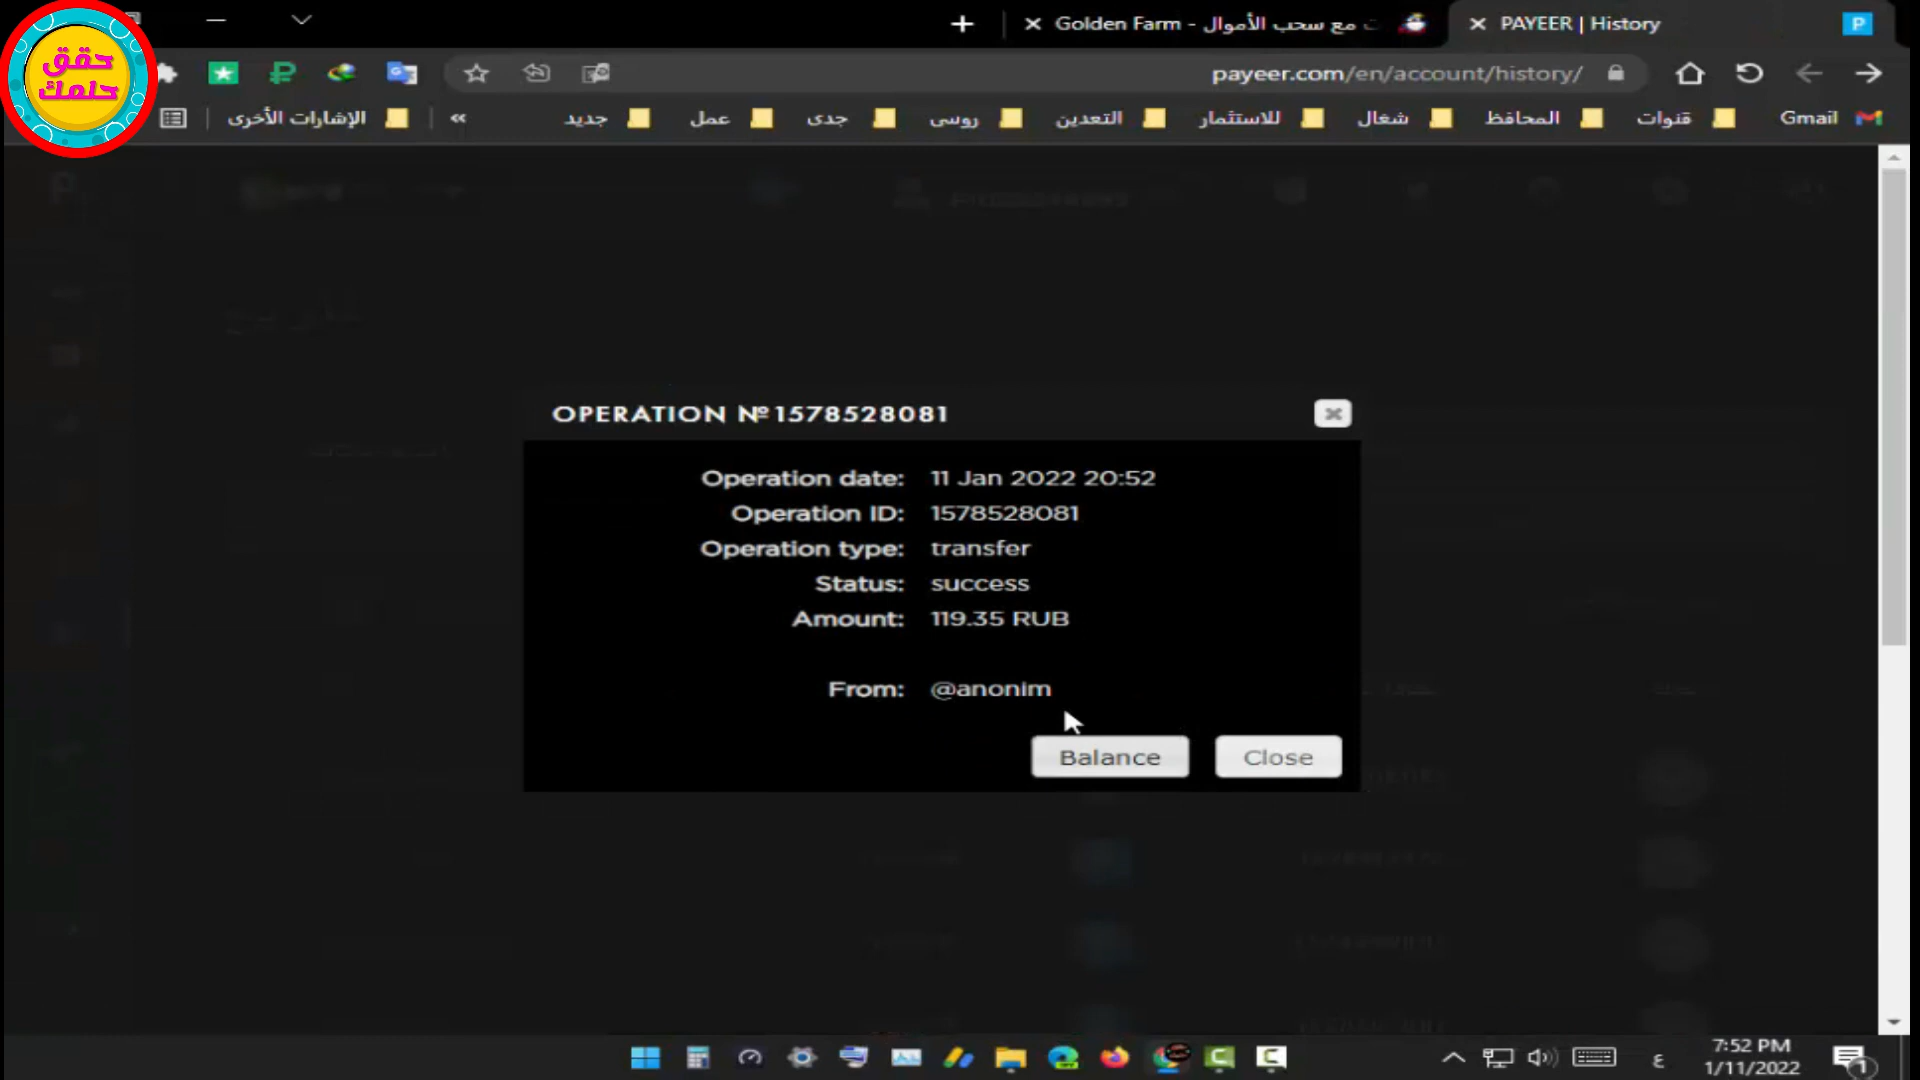 حقق
حلمك
Golden Farm - ت مع سحب الأموال
PAYEER | History
P
payeer.com/en/account/history/
الإشارات الأخرى
»
جديد
عمل
جدى
روسى
التعدين
للاستثمار
شغال
المحافظ
قنوات
Gmail
OPERATION №1578528081
Operation date: 11 Jan 2022 20:52
Operation ID: 1578528081
Operation type: transfer
Status: success
Amount: 119.35 RUB
From: @anonim
Balance
Close
ع
7:52 PM
1/11/2022
1